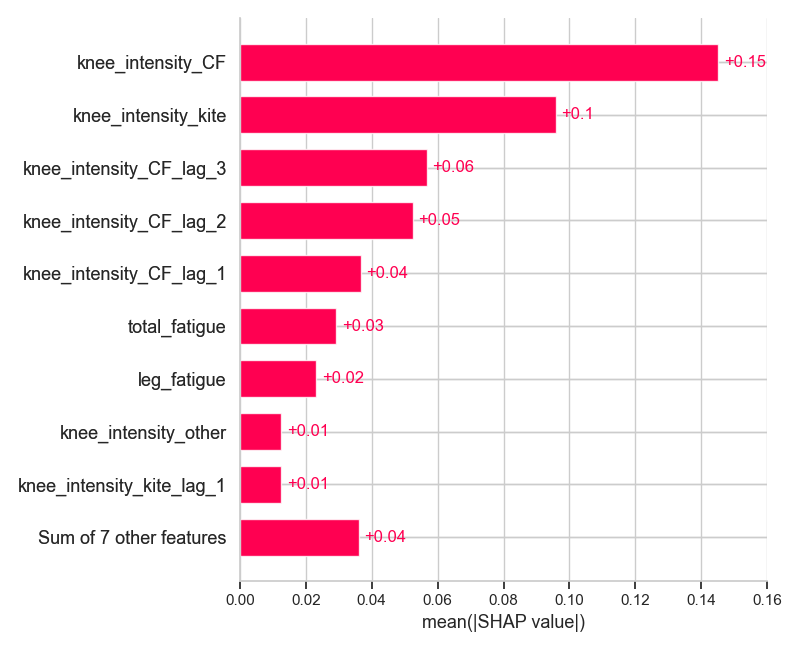 knee_intensity_CF +0.15
knee_intensity_kite +0.1
knee_intensity_CF_lag_3 +0.06
knee_intensity_CF_lag_2 +0.05
knee_intensity_CF_lag_1 +0.04
total_fatigue +0.03
leg_fatigue +0.02
knee_intensity_other +0.01
knee_intensity_kite_lag_1 +0.01
Sum of 7 other features +0.04
0.00 0.02 0.04 0.06 0.08 0.10 0.12 0.14 0.16
mean(|SHAP value|)